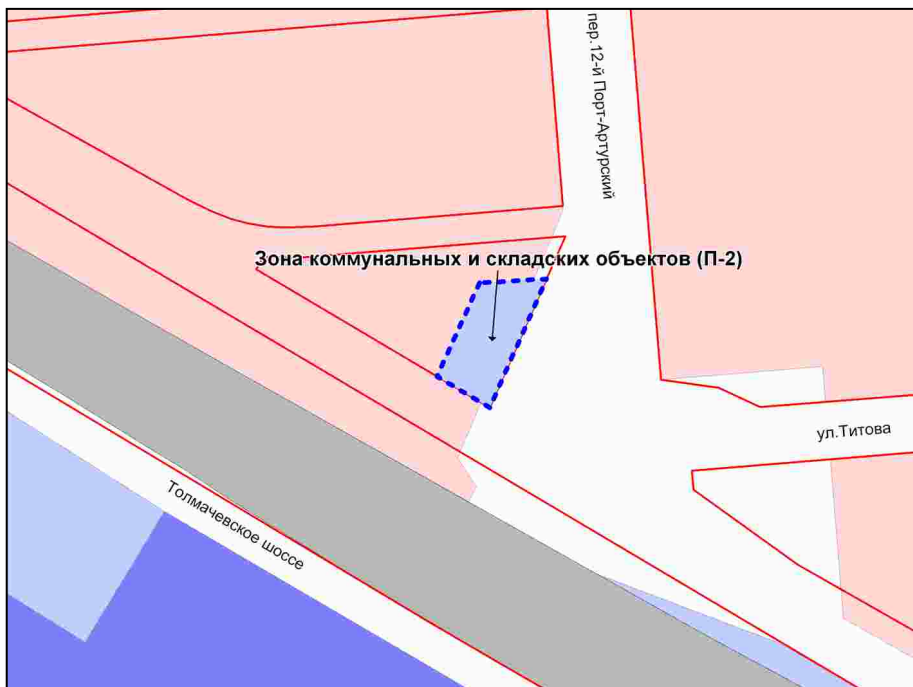 пер.12-й Порт-Артурский
Зона коммунальных и складских объектов (П-2)
ул.Титова
Толмачевское шоссе